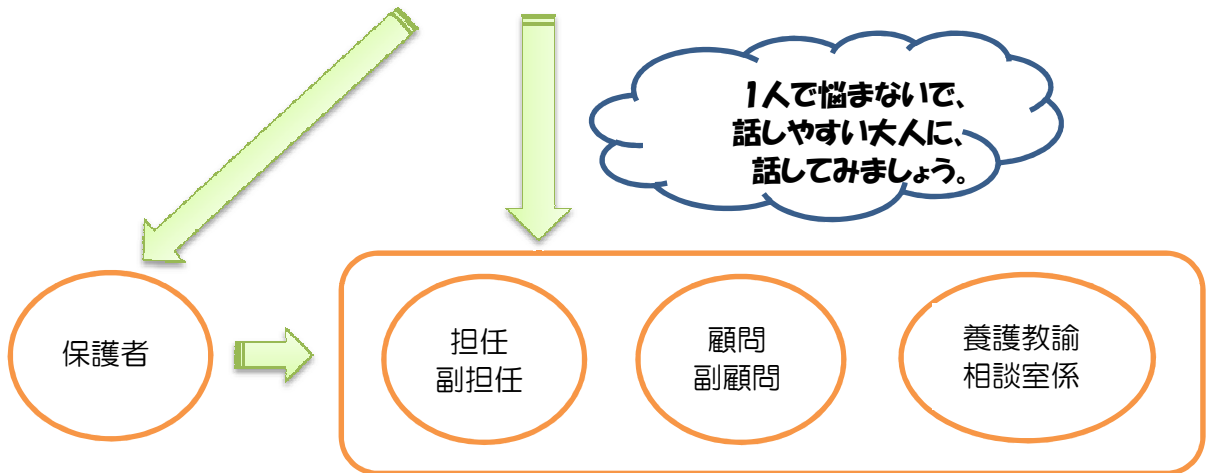 1人で悩まないで、
話しやすい大人に、
話してみましょう。
保護者
担任
副担任
顧問
副顧問
養護教諭
相談室係